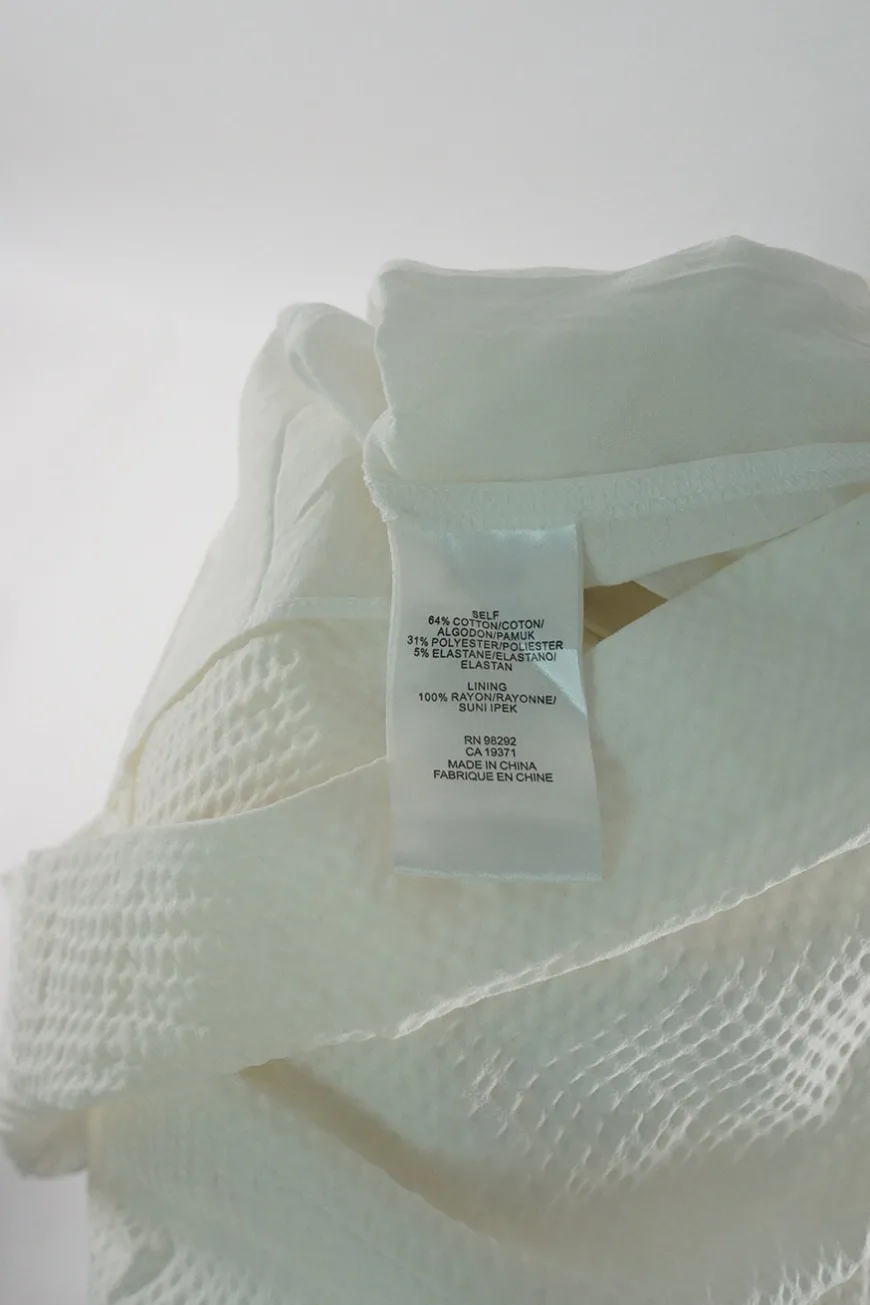 SELF
64% COTTON/COTON/
ALGODON/PAMUK
31% POLYESTER/POLIESTER
5% ELASTANE/ELASTANO/
ELASTAN
LINING
100% RAYON/RAYONNE/
SUNI IPEK
RN 98292
CA 19371
MADE IN CHINA
FABRIQUE EN CHINE